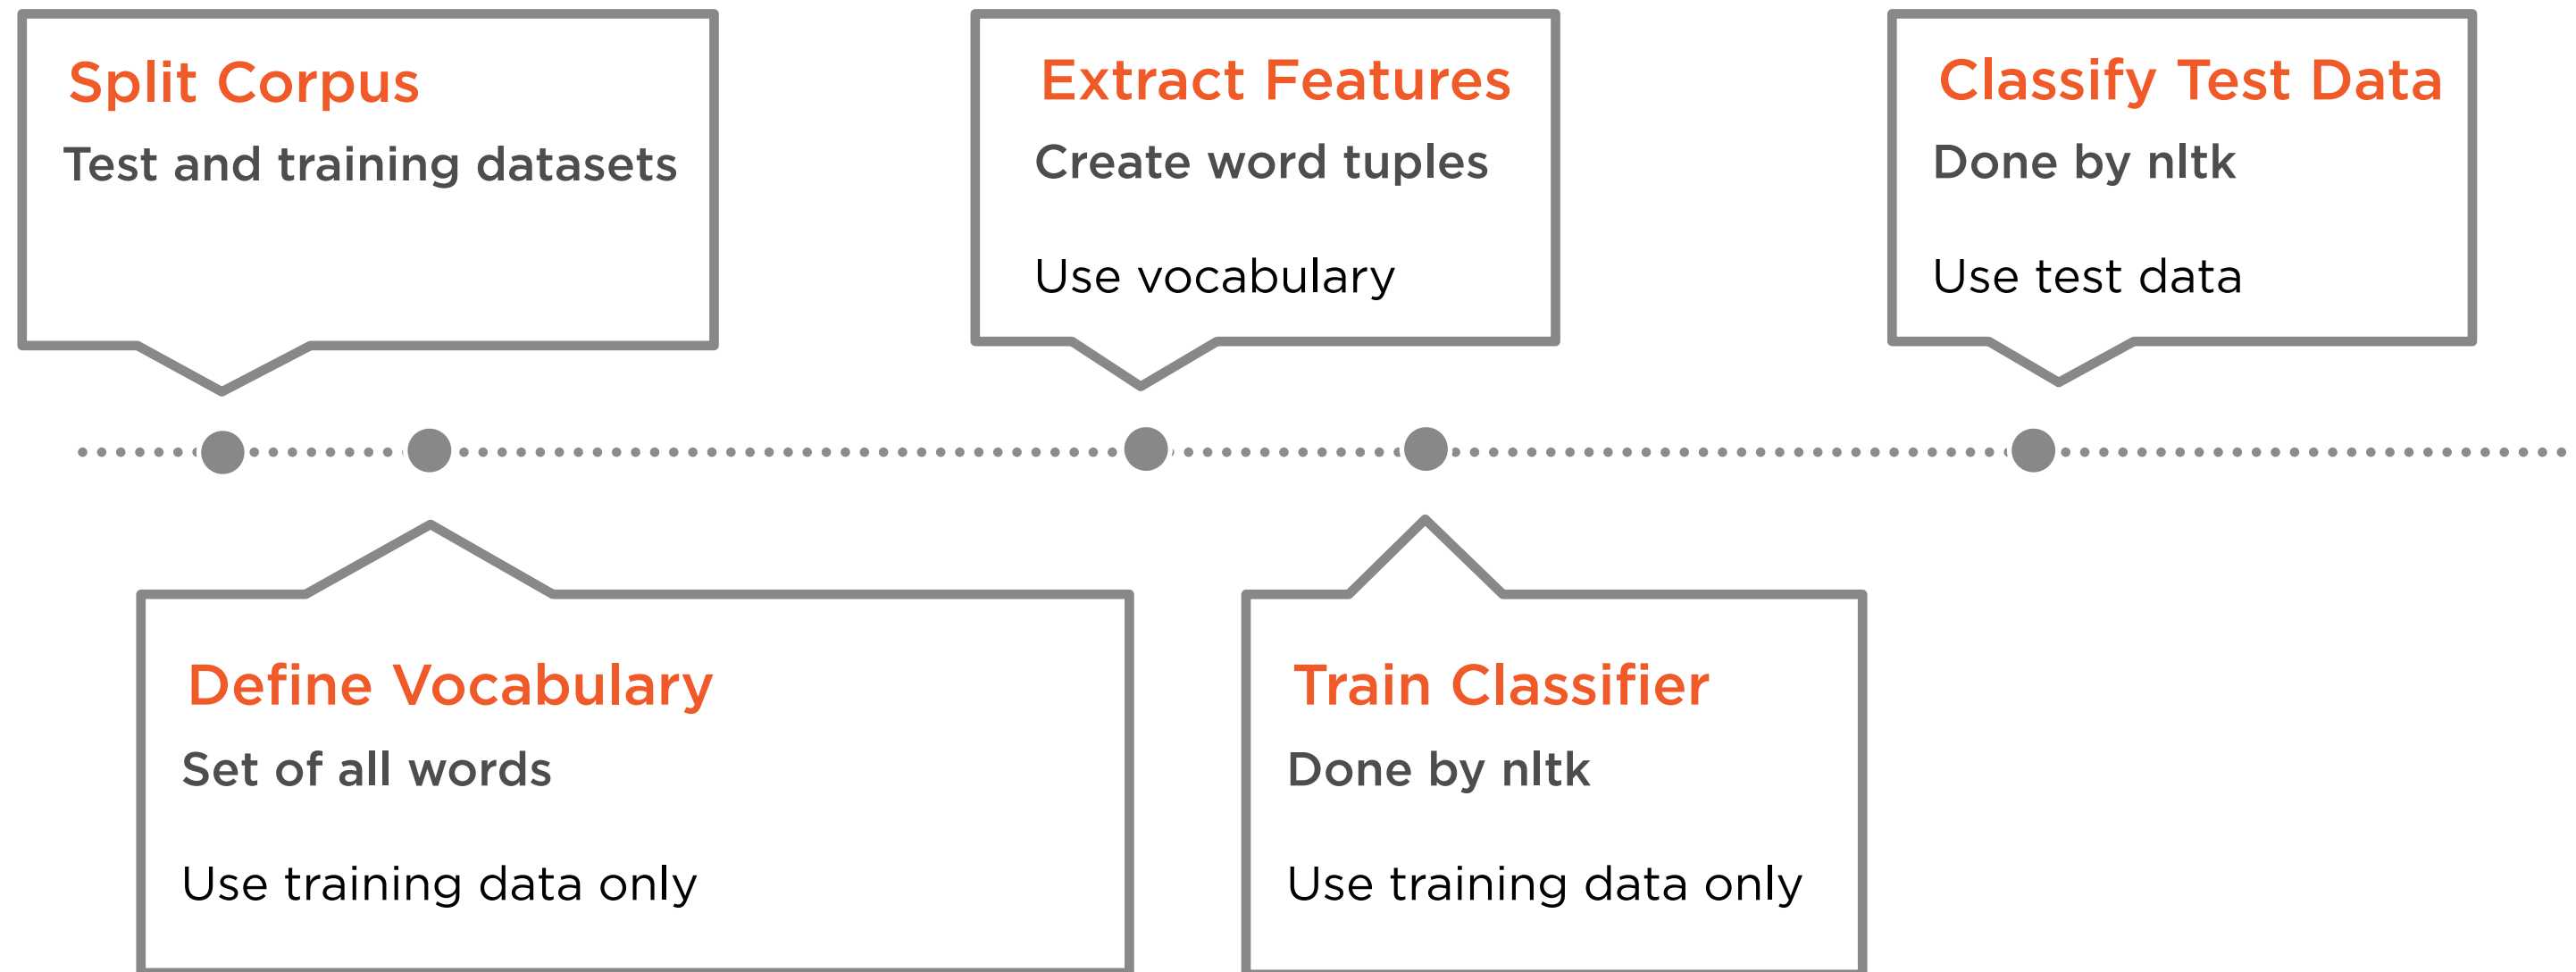 Split Corpus
Test and training datasets
Extract Features
Create word tuples
Use vocabulary
Classify Test Data
Done by nltk
Use test data
Define Vocabulary
Set of all words
Use training data only
Train Classifier
Done by nltk
Use training data only